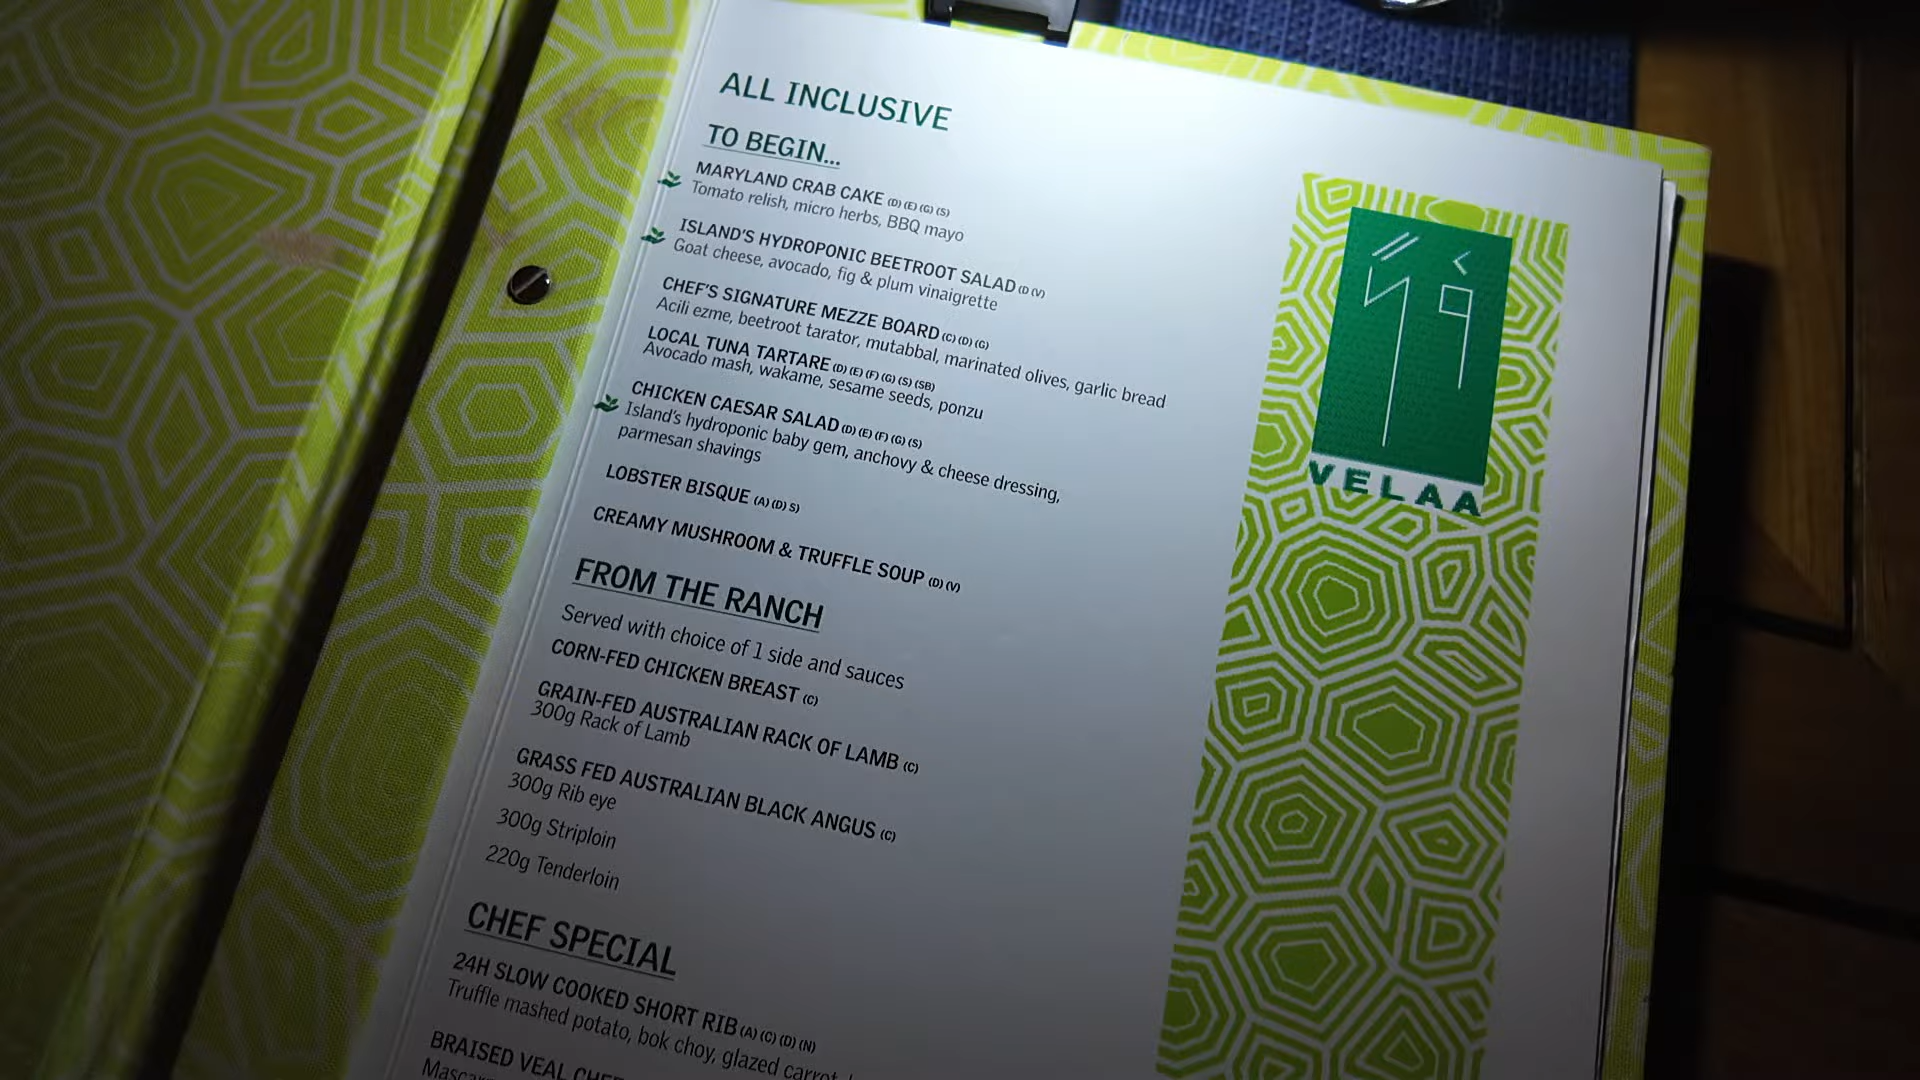 ALL INCLUSIVE
TO BEGIN...
MARYLAND CRAB CAKE (D) (E) (G) (S)
Tomato relish, micro herbs, BBQ mayo
ISLAND'S HYDROPONIC BEETROOT SALAD (D) (V)
Goat cheese, avocado, fig & plum vinaigrette
CHEF'S SIGNATURE MEZZE BOARD (C) (D) (G)
Acili ezme, beetroot tarator, mutabbal, marinated olives, garlic bread
LOCAL TUNA TARTARE (D) (E) (F) (G) (S) (SB)
Avocado mash, wakame, sesame seeds, ponzu
CHICKEN CAESAR SALAD (D) (E) (F) (G) (S)
Island's hydroponic baby gem, anchovy & cheese dressing,
parmesan shavings
LOBSTER BISQUE (A) (D) S)
CREAMY MUSHROOM & TRUFFLE SOUP (D) (V)
FROM THE RANCH
Served with choice of 1 side and sauces
CORN-FED CHICKEN BREAST (C)
GRAIN-FED AUSTRALIAN RACK OF LAMB (C)
300g Rack of Lamb
GRASS FED AUSTRALIAN BLACK ANGUS (C)
300g Rib eye
300g Striploin
220g Tenderloin
CHEF SPECIAL
24H SLOW COOKED SHORT RIB (A) (C) (D) (N)
Truffle mashed potato, bok choy, glazed carrot
BRAISED VEAL
VELAA